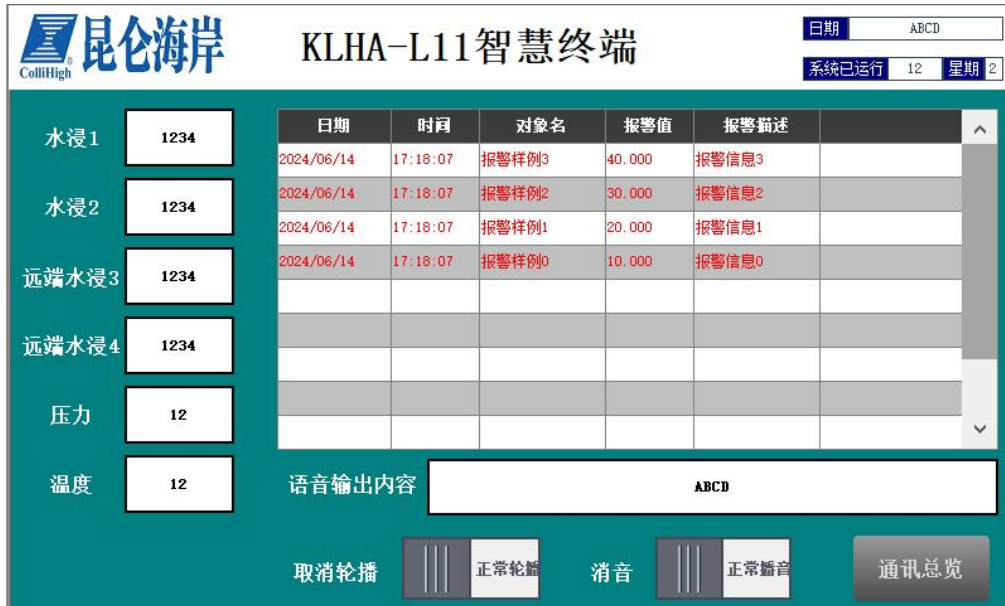 昆仑海岸
ColliHigh
KLHA-L11智慧终端
日期 ABCD
系统已运行 12 星期 2
水浸1 1234
水浸2 1234
远端水浸3 1234
远端水浸4 1234
压力 12
温度 12
日期 时间 对象名 报警值 报警描述
2024/06/14 17:18:07 报警样例3 40.000 报警信息3
2024/06/14 17:18:07 报警样例2 30.000 报警信息2
2024/06/14 17:18:07 报警样例1 20.000 报警信息1
2024/06/14 17:18:07 报警样例0 10.000 报警信息0
语音输出内容 ABCD
取消轮播 正常轮播 消音 正常播音 通讯总览